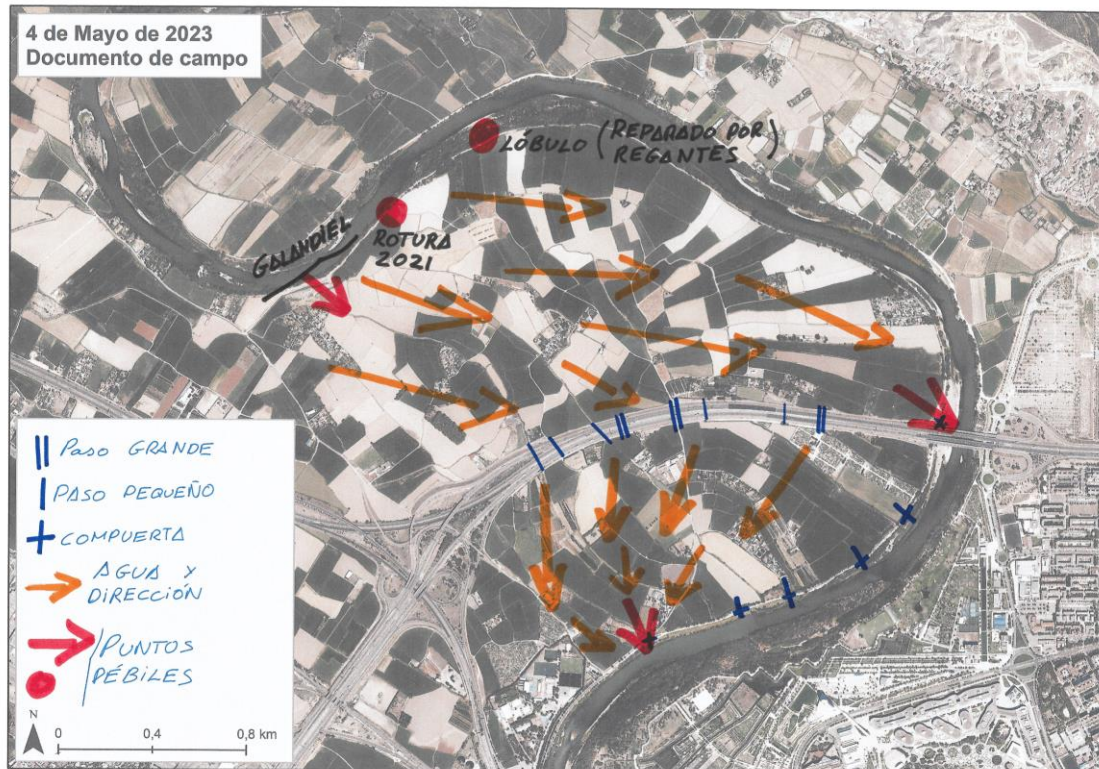 4 de Mayo de 2023
Documento de campo
LÓBULO (REPARADO POR
REGANTES)
GALANDIEL
ROTURA
2021
PASO GRANDE
PASO PEQUEÑO
COMPUERTA
AGUA Y
DIRECCIÓN
PUNTOS
DÉBILES
N
0 0,4 0,8 km